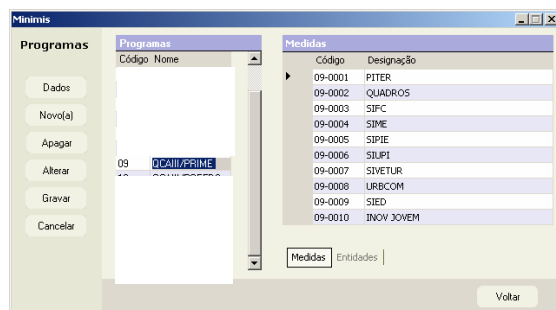 Minimis
Programas
Dados
Novo(a)
Apagar
Alterar
Gravar
Cancelar
Programas
Código Nome
09 QCAIII/PRIME
Medidas
Código Designação
09-0001 PITER
09-0002 QUADROS
09-0003 SIFC
09-0004 SIME
09-0005 SIPIE
09-0006 SIUPI
09-0007 SIVETUR
09-0008 URBCOM
09-0009 SIED
09-0010 INOV JOVEM
Medidas Entidades
Voltar